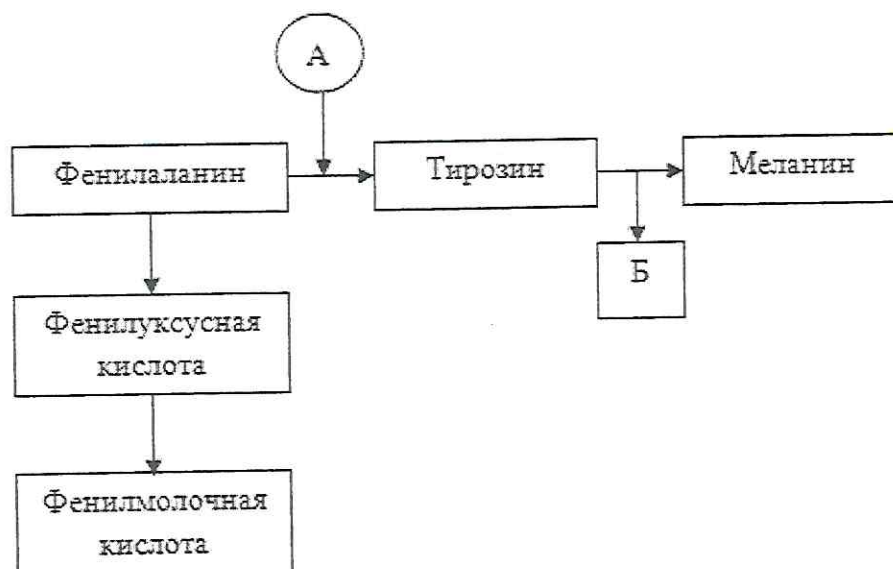 А
Фенилаланин
Тирозин
Меланин
Б
Фенилуксусная
кислота
Фенилмолочная
кислота